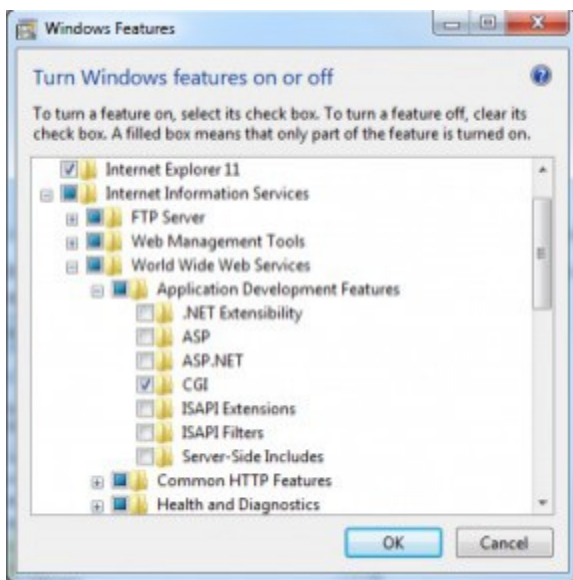 Windows Features
Turn Windows features on or off
To turn a feature on, select its check box. To turn a feature off, clear its
check box. A filled box means that only part of the feature is turned on.
Internet Explorer 11
Internet Information Services
FTP Server
Web Management Tools
World Wide Web Services
Application Development Features
.NET Extensibility
ASP
ASP.NET
CGI
ISAPI Extensions
ISAPI Filters
Server-Side Includes
Common HTTP Features
Health and Diagnostics
OK Cancel